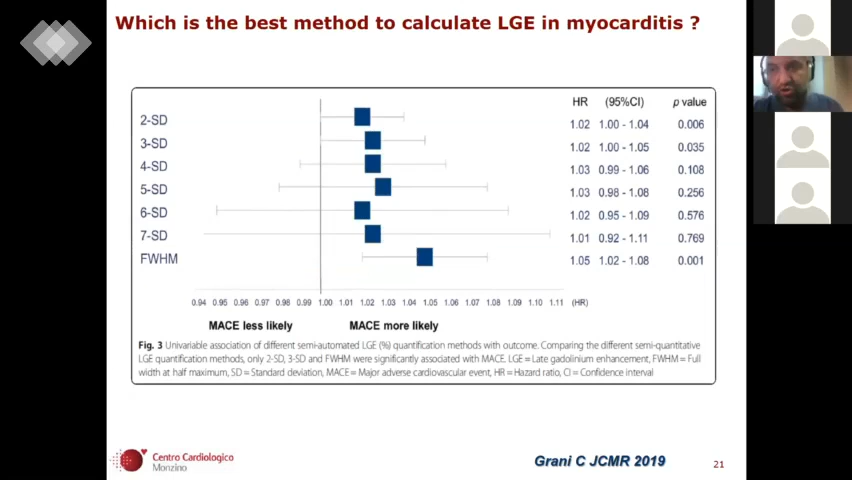 Which is the best method to calculate LGE in myocarditis ?
HR (95%CI) p value
2-SD 1.02 1.00 - 1.04 0.006
3-SD 1.02 1.00 - 1.05 0.035
4-SD 1.03 0.99 - 1.06 0.108
5-SD 1.03 0.98 - 1.08 0.256
6-SD 1.02 0.95 - 1.09 0.576
7-SD 1.01 0.92 - 1.11 0.769
FWHM 1.05 1.02 - 1.08 0.001
0.94 0.95 0.96 0.97 0.98 0.99 1.00 1.01 1.02 1.03 1.04 1.05 1.06 1.07 1.08 1.09 1.10 1.11 (HR)
MACE less likely MACE more likely
Fig. 3 Univariable association of different semi-automated LGE (%) quantification methods with outcome. Comparing the different semi-quantitative
LGE quantification methods, only 2-SD, 3-SD and FWHM were significantly associated with MACE. LGE = Late gadolinium enhancement, FWHM = Full
width at half maximum, SD = Standard deviation, MACE = Major adverse cardiovascular event, HR = Hazard ratio, CI = Confidence interval
Centro Cardiologico
Monzino
Grani C JCMR 2019
21